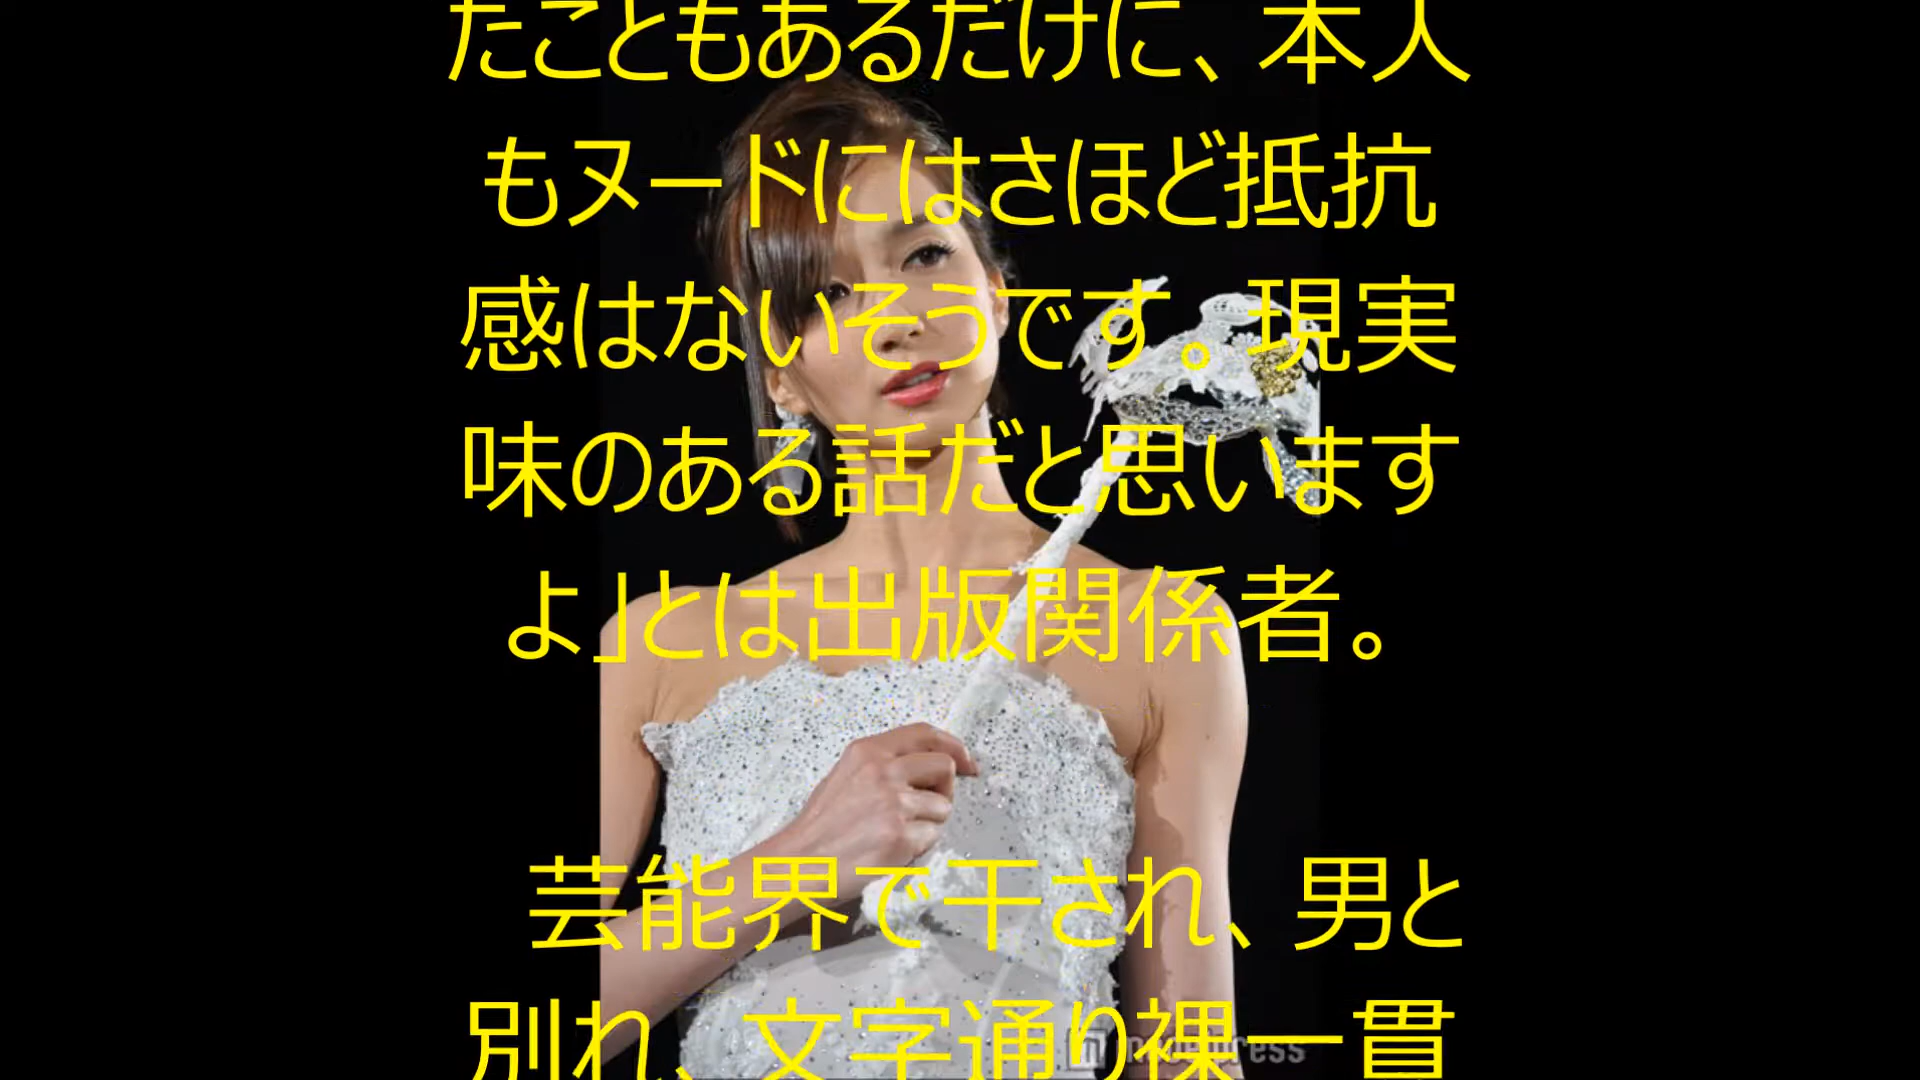 たこともあるだけに、本人
もヌードにはさほど抵抗
感はないそうです。現実
味のある話だと思います
よ」とは出版関係者。
芸能界で干され、男と
別れ、文字通り裸一貫